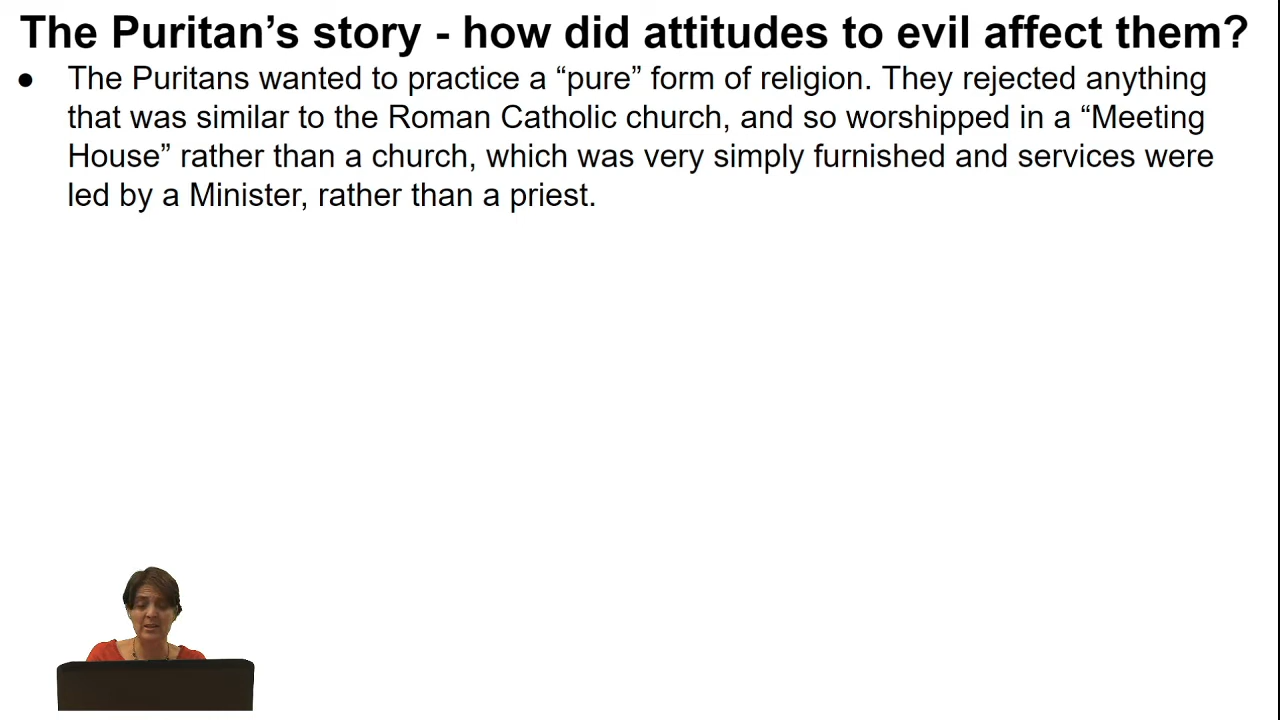 The Puritan’s story - how did attitudes to evil affect them?
● The Puritans wanted to practice a “pure” form of religion. They rejected anything
that was similar to the Roman Catholic church, and so worshipped in a “Meeting
House” rather than a church, which was very simply furnished and services were
led by a Minister, rather than a priest.